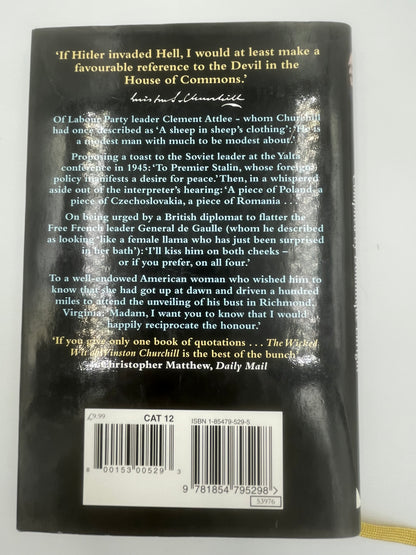 'If Hitler invaded Hell, I would at least make a
favourable reference to the Devil in the
House of Commons.'
Winston S. Churchill
Of Labour Party leader Clement Attlee – whom Churchill
had once described as 'A sheep in sheep's clothing': 'He is
a modest man with much to be modest about.'
Proposing a toast to the Soviet leader at the Yalta
conference in 1945: 'To Premier Stalin, whose foreign
policy manifests a desire for peace.' Then, in a whispered
aside out of the interpreter's hearing: 'A piece of Poland, a
piece of Czechoslovakia, a piece of Romania . . .'
On being urged by a British diplomat to flatter the
Free French leader General de Gaulle (whom he described
as looking 'like a female llama who has just been surprised
in her bath'): 'I'll kiss him on both cheeks –
or if you prefer, on all four.'
To a well-endowed American woman who wished him to
know that she had got up at dawn and driven a hundred
miles to attend the unveiling of his bust in Richmond,
Virginia: 'Madam, I want you to know that I would
happily reciprocate the honour.'
'If you give only one book of quotations . . . The Wicked
Wit of Winston Churchill is the best of the bunch.'
Christopher Matthew, Daily Mail
£9.99
CAT 12
ISBN 1-85479-529-5
8 00153 00529 3
9 781854 795298 >
53976